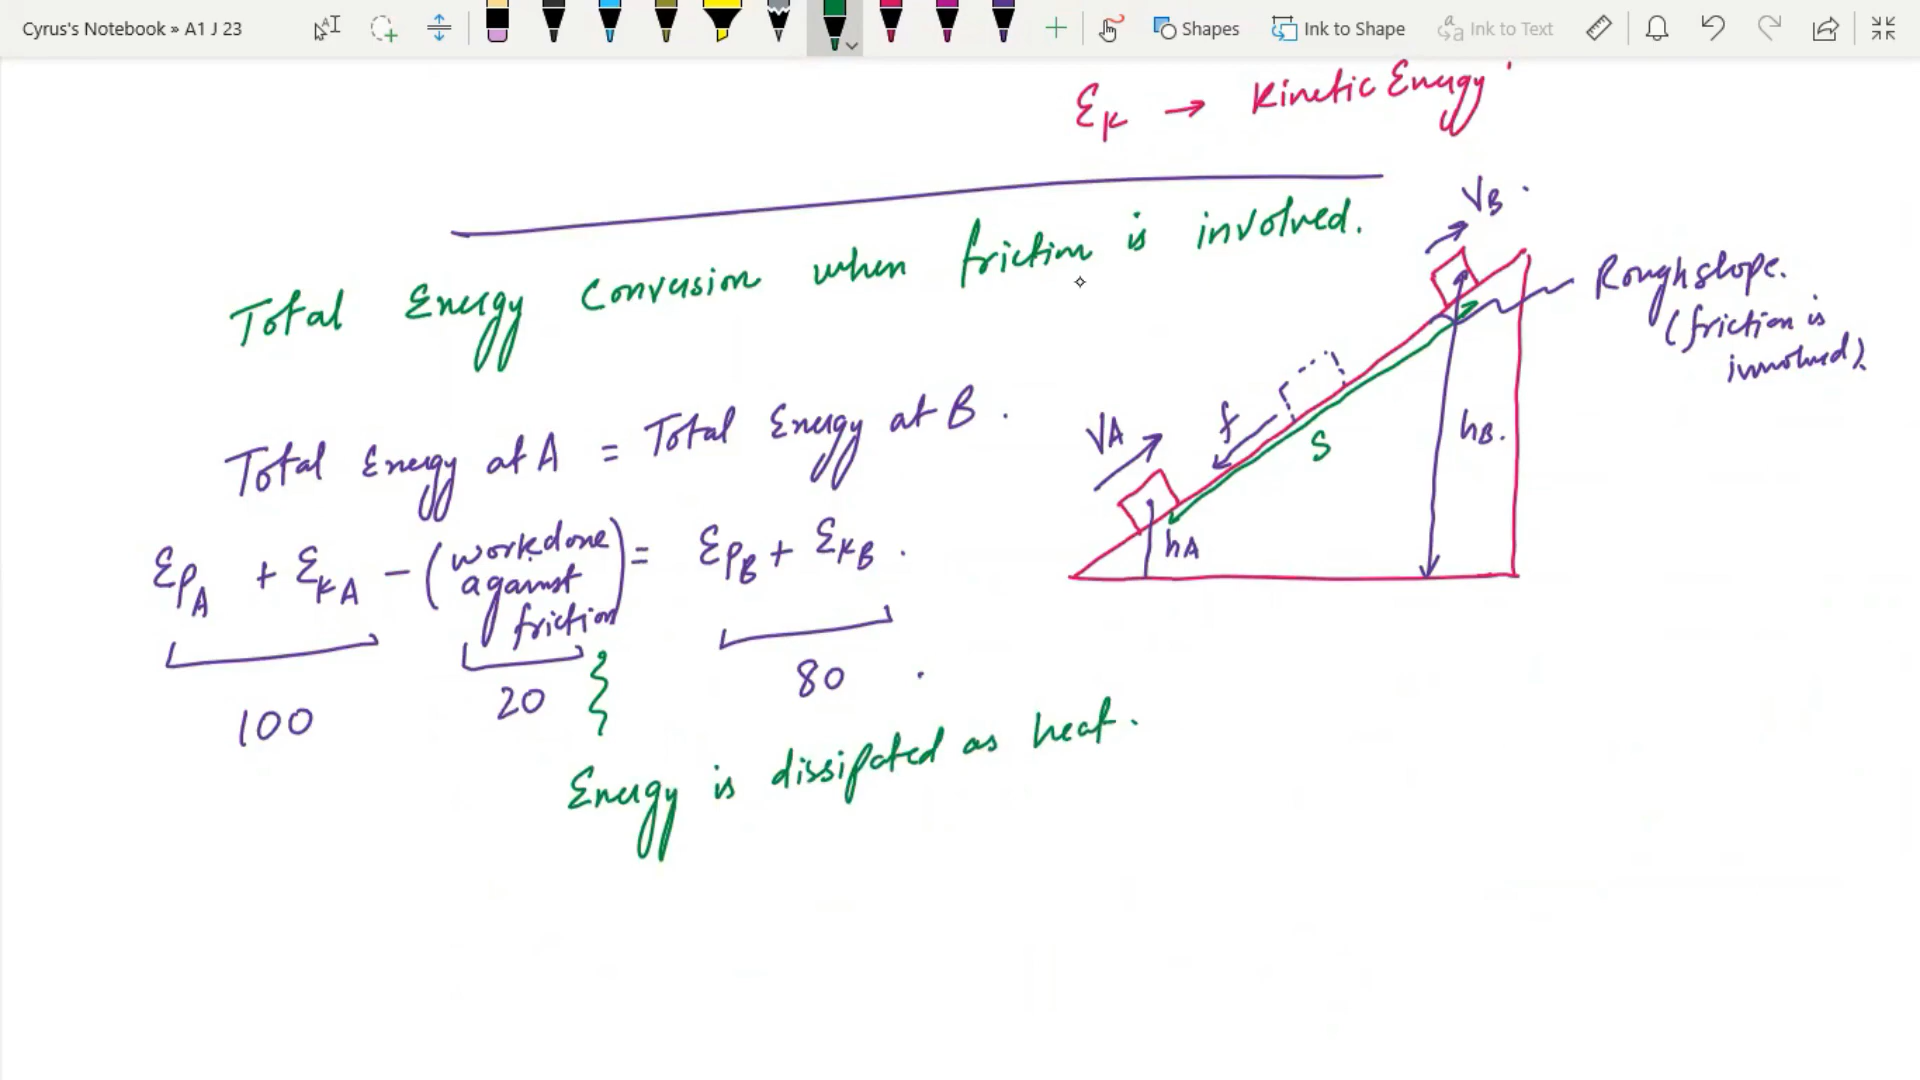 Cyrus's Notebook » A1 J 23
Shapes
Ink to Shape
Ink to Text
Ek → Kinetic Energy.
Total Energy Conversion when friction is involved.
VB.
Rough slope.
(friction is
involved).
Total Energy at A = Total Energy at B.
VA
f
S
hB.
hA
EPA + EKA - (work done against friction) = EPB + EKB.
100
20
80
Energy is dissipated as heat.